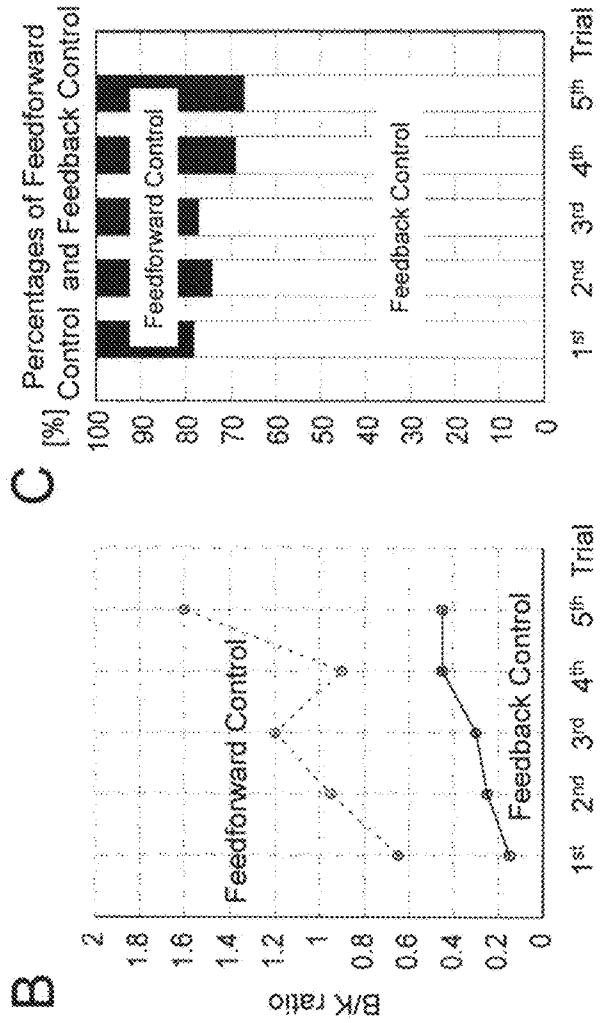 B
B/K ratio
2
1.8
1.6
1.4
1.2
1
0.8
0.6
0.4
0.2
0
Feedforward Control
Feedback Control
1st 2nd 3rd 4th 5th Trial
C
Percentages of Feedforward
Control and Feedback Control
[%]
100
90
80
70
60
50
40
30
20
10
0
Feedforward Control
Feedback Control
1st 2nd 3rd 4th 5th Trial